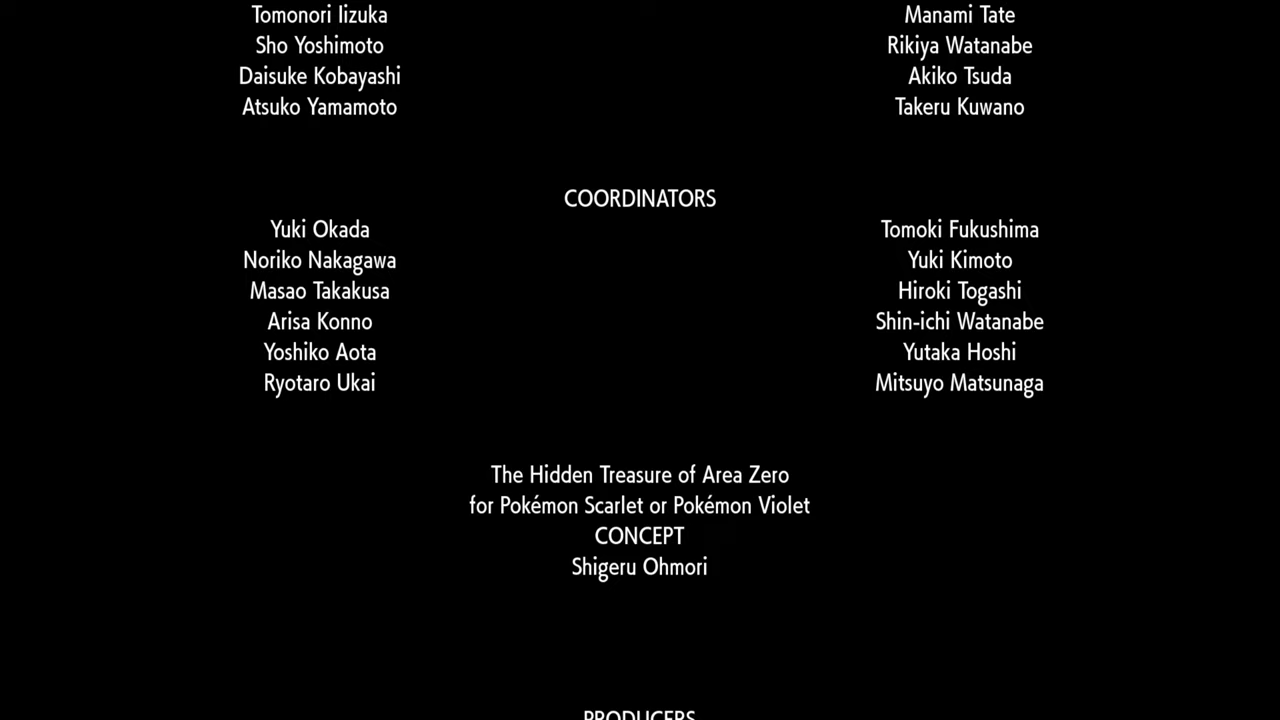 Tomonori Iizuka Manami Tate
Sho Yoshimoto Rikiya Watanabe
Daisuke Kobayashi Akiko Tsuda
Atsuko Yamamoto Takeru Kuwano
COORDINATORS
Yuki Okada Tomoki Fukushima
Noriko Nakagawa Yuki Kimoto
Masao Takakusa Hiroki Togashi
Arisa Konno Shin-ichi Watanabe
Yoshiko Aota Yutaka Hoshi
Ryotaro Ukai Mitsuyo Matsunaga
The Hidden Treasure of Area Zero
for Pokémon Scarlet or Pokémon Violet
CONCEPT
Shigeru Ohmori
PRODUCERS